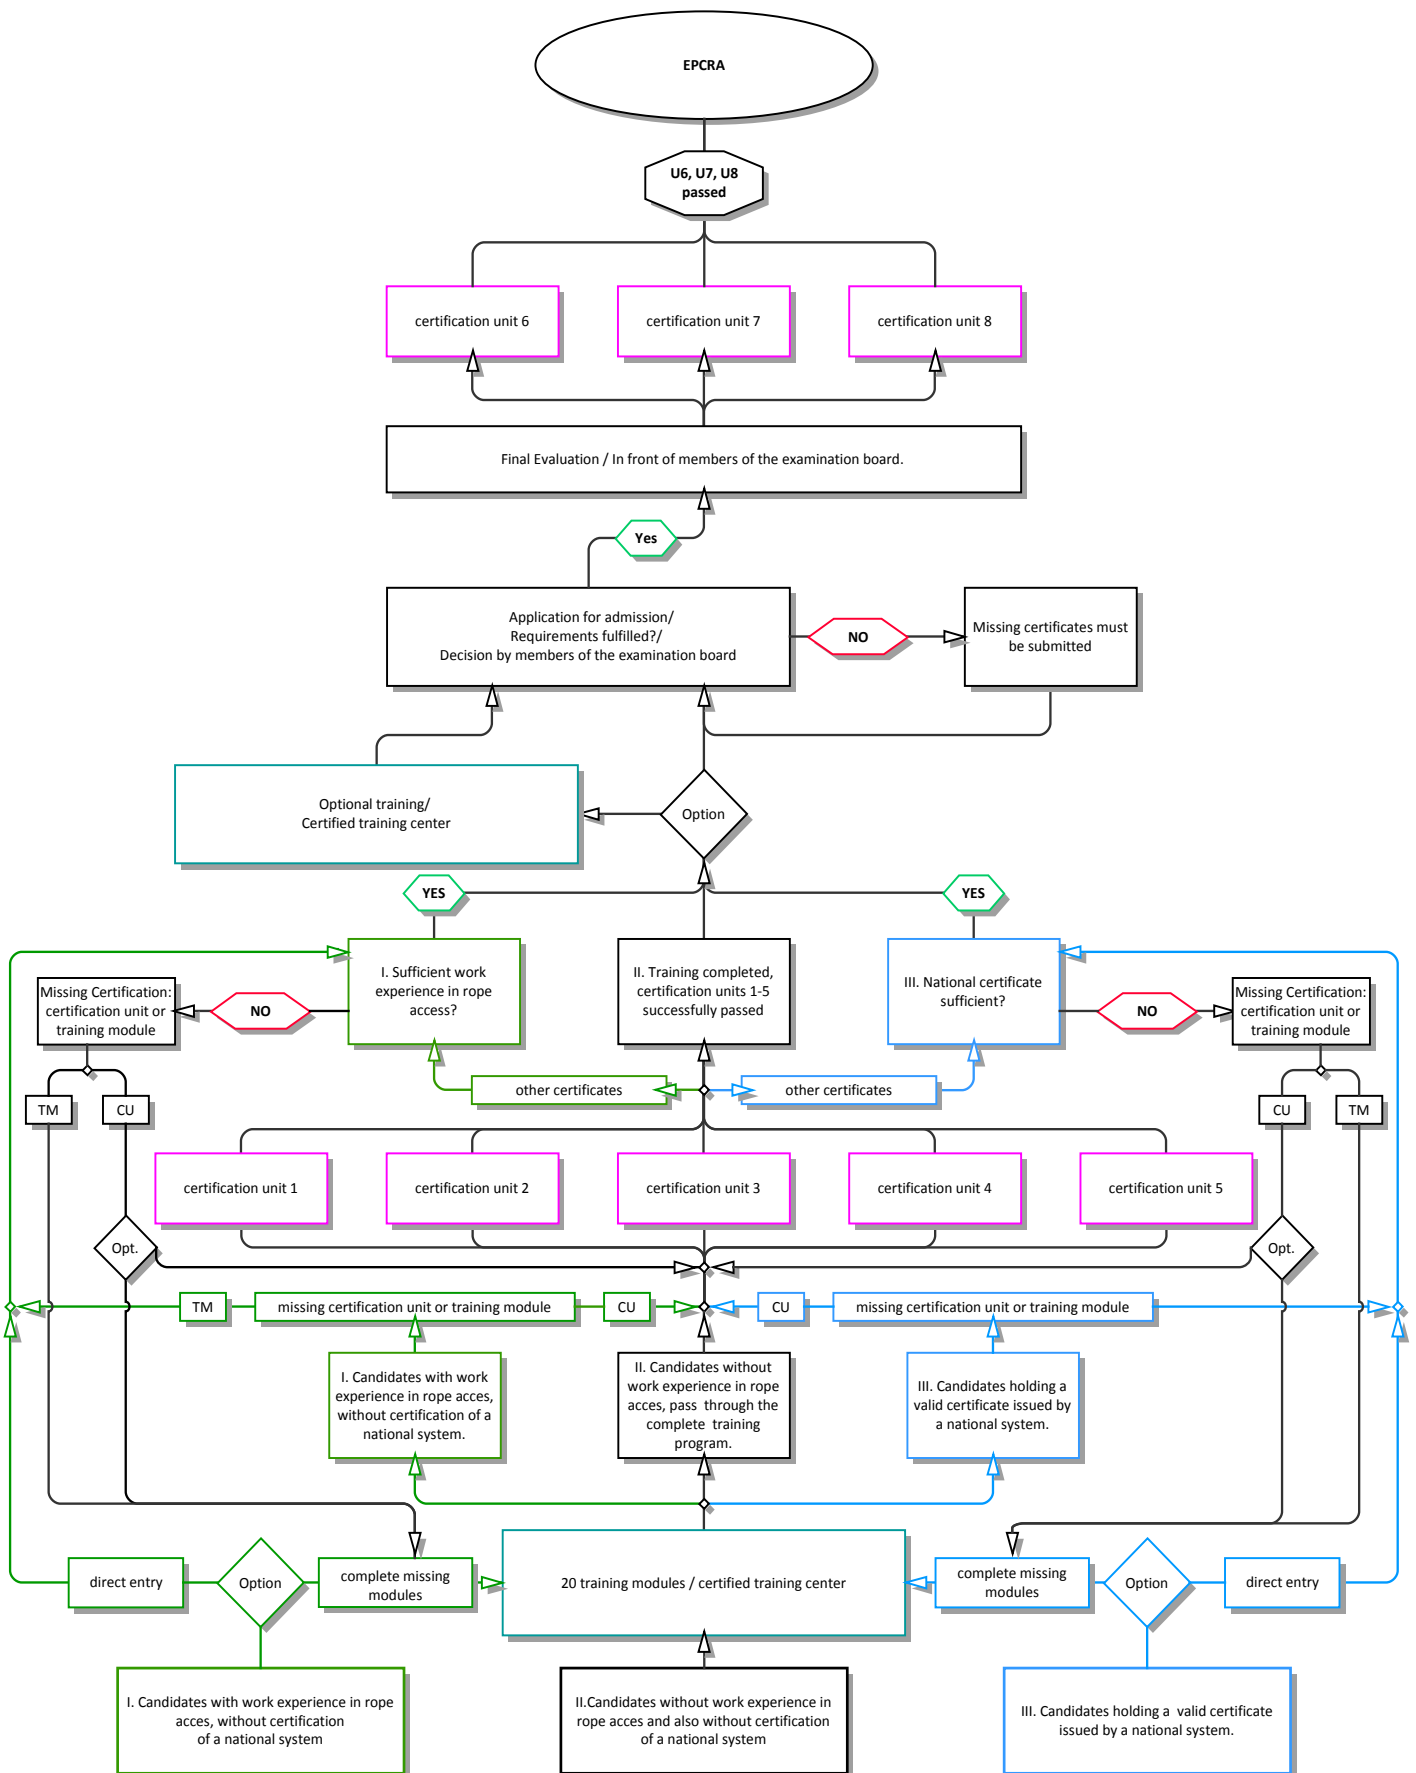 EPCRA
U6, U7, U8
passed
certification unit 6
certification unit 7
certification unit 8
Final Evaluation / In front of members of the examination board.
Yes
Application for admission/
Requirements fulfilled?/
Decision by members of the examination board
NO
Missing certificates must
be submitted
Optional training/
Certified training center
Option
YES
YES
Missing Certification:
certification unit or
training module
NO
I. Sufficient work
experience in rope
access?
II. Training completed,
certification units 1-5
successfully passed
III. National certificate
sufficient?
NO
Missing Certification:
certification unit or
training module
other certificates
other certificates
TM
CU
CU
TM
certification unit 1
certification unit 2
certification unit 3
certification unit 4
certification unit 5
Opt.
Opt.
TM
missing certification unit or training module
CU
CU
missing certification unit or training module
I. Candidates with work
experience in rope acces,
without certification of a
national system.
II. Candidates without
work experience in rope
acces, pass through the
complete training
program.
III. Candidates holding a
valid certificate issued by
a national system.
direct entry
Option
complete missing
modules
20 training modules / certified training center
complete missing
modules
Option
direct entry
I. Candidates with work experience in rope
acces, without certification
of a national system
II.Candidates without work experience in
rope acces and also without certification
of a national system
III. Candidates holding a valid certificate
issued by a national system.